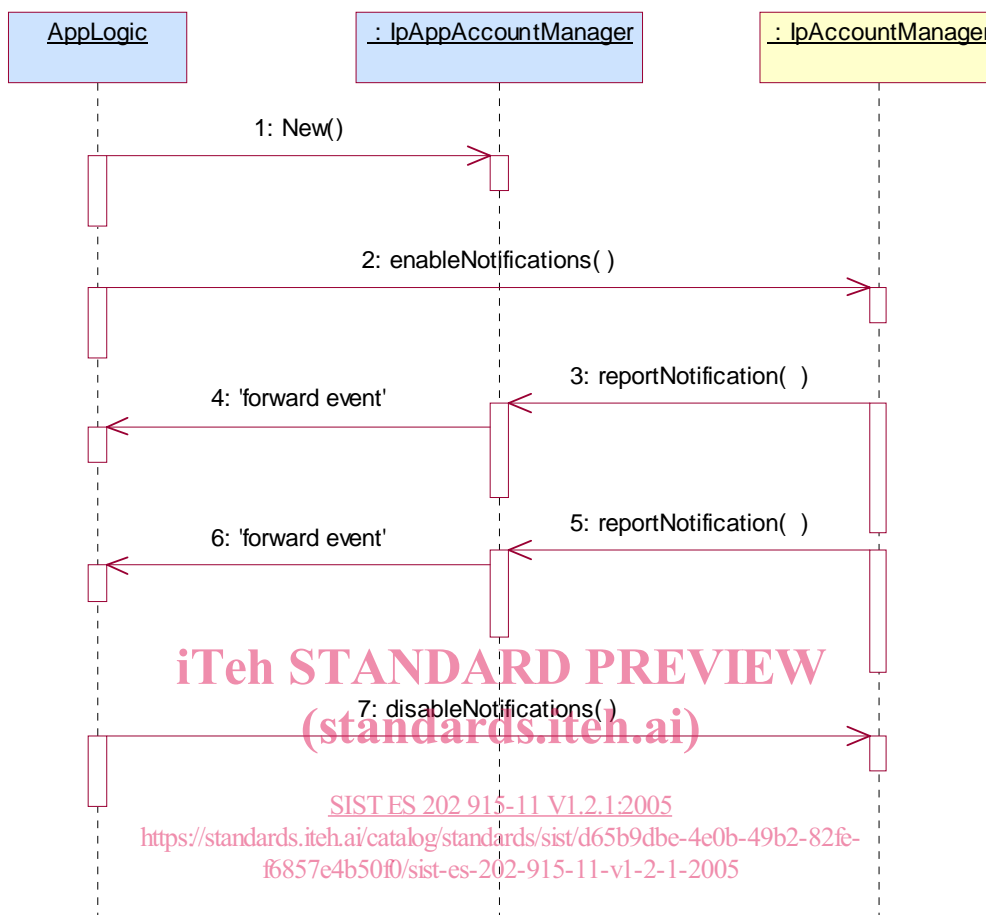 AppLogic
: IpAppAccountManager
: IpAccountManager
1: New()
2: enableNotifications( )
3: reportNotification(  )
4: 'forward event'
5: reportNotification(  )
6: 'forward event'
iTeh STANDARD PREVIEW
7: disableNotifications( )
(standards.iteh.ai)
SIST ES 202 915-11 V1.2.1:2005
https://standards.iteh.ai/catalog/standards/sist/d65b9dbe-4e0b-49b2-82fe-
f6857e4b50f0/sist-es-202-915-11-v1-2-1-2005